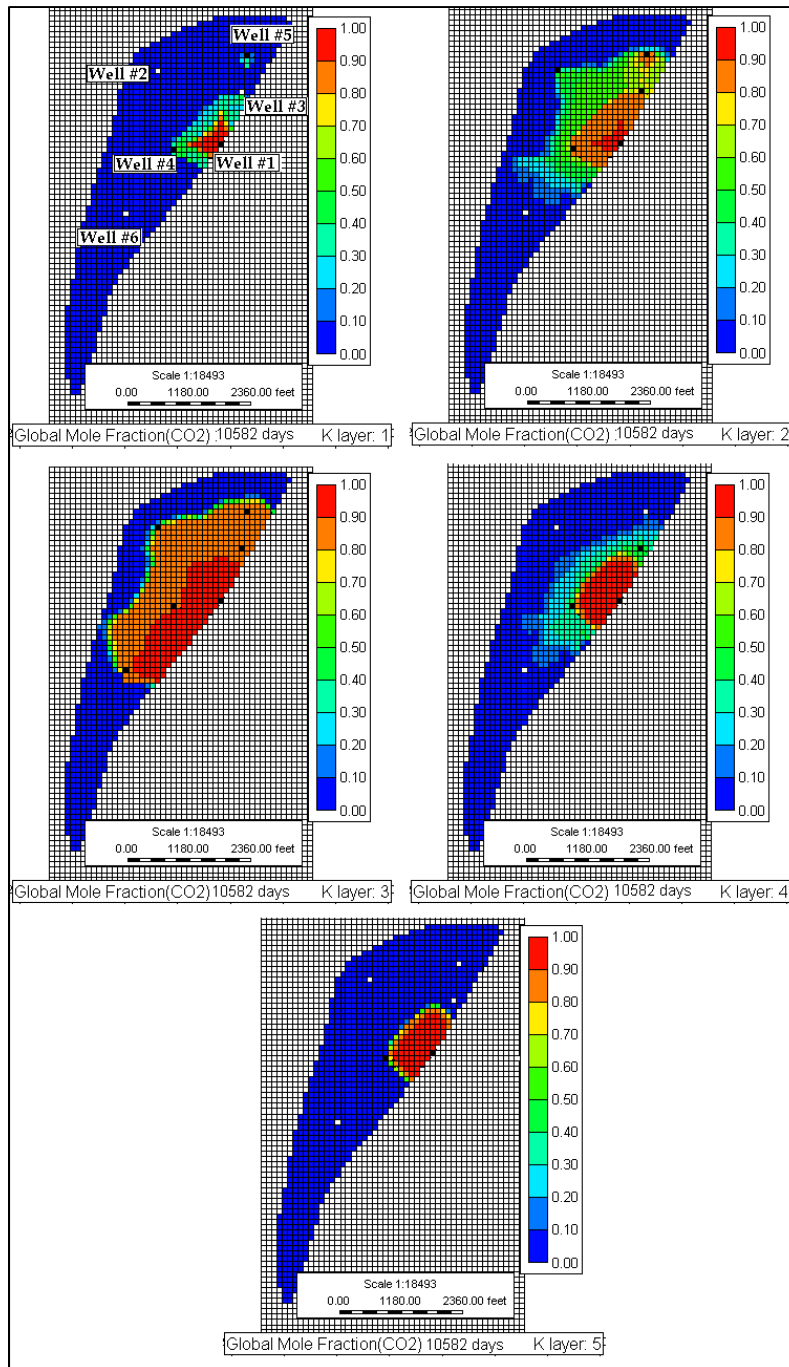 Well #5
Well #2
Well #3
Well #4
Well #1
Well #6
1.00
0.90
0.80
0.70
0.60
0.50
0.40
0.30
0.20
0.10
0.00
Scale 1:18493
0.00 1180.00 2360.00 feet
Global Mole Fraction(CO2) :10582 days K layer: 1
1.00
0.90
0.80
0.70
0.60
0.50
0.40
0.30
0.20
0.10
0.00
Scale 1:18493
0.00 1180.00 2360.00 feet
Global Mole Fraction(CO2) 10582 days K layer: 2
1.00
0.90
0.80
0.70
0.60
0.50
0.40
0.30
0.20
0.10
0.00
Scale 1:18493
0.00 1180.00 2360.00 feet
Global Mole Fraction(CO2) 10582 days K layer: 3
1.00
0.90
0.80
0.70
0.60
0.50
0.40
0.30
0.20
0.10
0.00
Scale 1:18493
0.00 1180.00 2360.00 feet
Global Mole Fraction(CO2) 10582 days K layer: 4
1.00
0.90
0.80
0.70
0.60
0.50
0.40
0.30
0.20
0.10
0.00
Scale 1:18493
0.00 1180.00 2360.00 feet
Global Mole Fraction(CO2) 10582 days K layer: 5